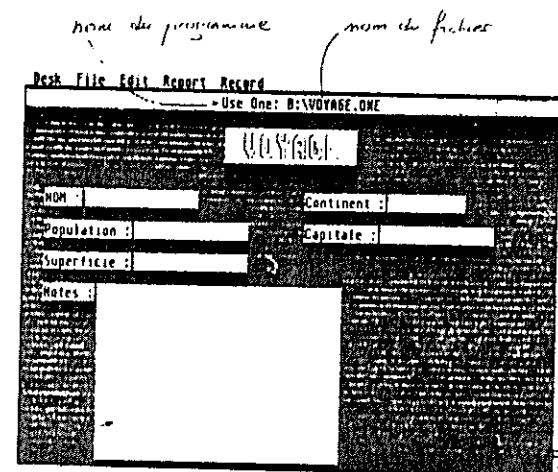 nom du programme
nom du fichier
Desk File Edit Report Record
Use One: B:\VOYAGE.ONE
VOYAGE
NOM :
Continent :
Population :
Capitale :
Superficie :
Notes :